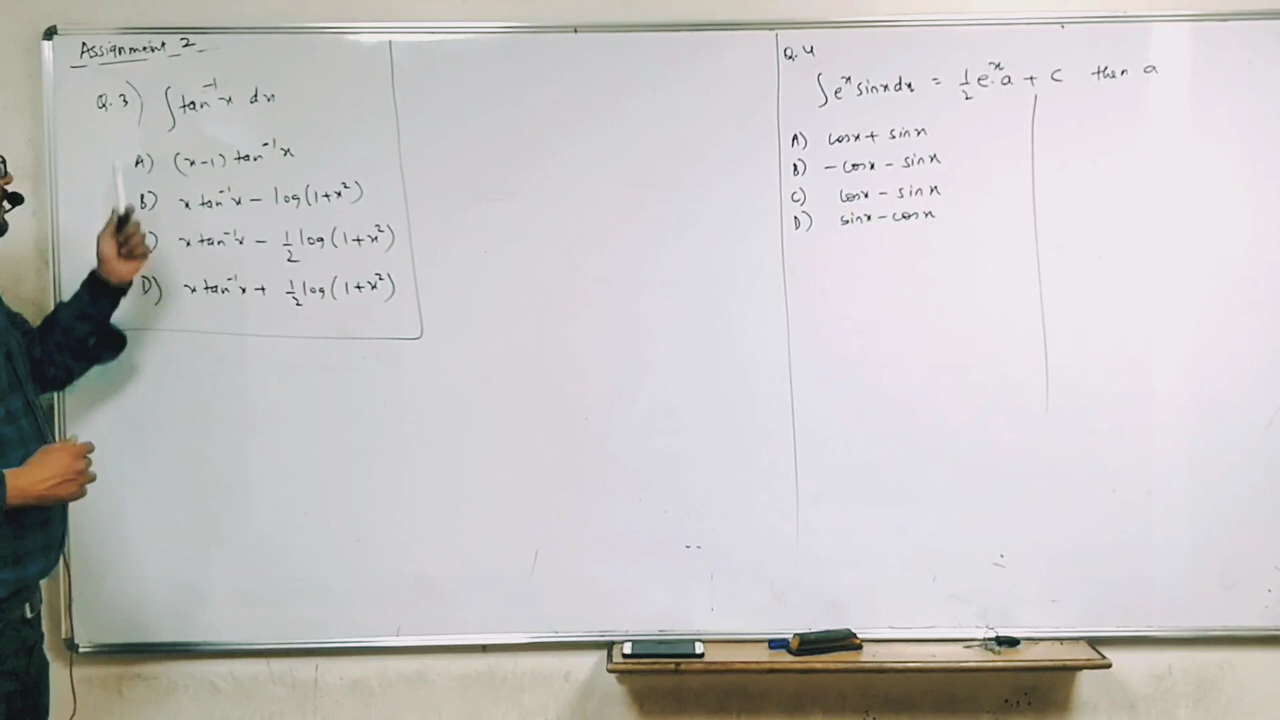 Assignment 2
Q.3) ∫tan⁻¹x dx
A) (x-1) tan⁻¹x
B) x tan⁻¹x - log(1+x²)
) x tan⁻¹x - 1/2 log(1+x²)
D) x tan⁻¹x + 1/2 log(1+x²)
Q.4
∫eˣ sinx dx = 1/2 eˣ.a + C then a
A) cosx + sinx
B) -cosx - sinx
C) cosx - sinx
D) sinx - cosx